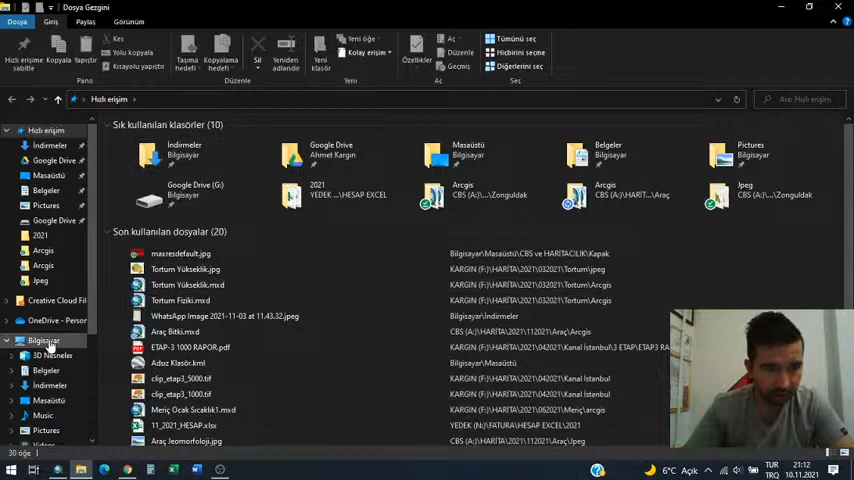 Dosya Gezgini
Dosya Giriş Paylaş Görünüm
Hızlı erişime sabitle
Kopyala
Yapıştır
Kes
Yolu kopyala
Kısayolu yapıştır
Pano
Taşıma hedefi
Kopyalama hedefi
Sil
Yeniden adlandır
Düzenle
Yeni klasör
Yeni öğe
Kolay erişim
Yeni
Özellikler
Aç
Düzenle
Geçmiş
Aç
Tümünü seç
Hiçbirini seçme
Diğerlerini seç
Seç
Hızlı erişim
Ara: Hızlı erişim
Hızlı erişim
İndirmeler
Google Drive
Masaüstü
Belgeler
Pictures
Google Drive
2021
Arcgis
Arcgis
Jpeg
Creative Cloud Fil
OneDrive - Person
Bilgisayar
3D Nesneler
Belgeler
İndirmeler
Masaüstü
Music
Pictures
Videos
Sık kullanılan klasörler (10)
İndirmeler
Bilgisayar
Google Drive
Ahmet Kargın
Masaüstü
Bilgisayar
Belgeler
Bilgisayar
Pictures
Bilgisayar
Google Drive (G:)
Bilgisayar
2021
YEDEK ...\HESAP EXCEL
Arcgis
CBS (A:)\...\Zonguldak
Arcgis
CBS (A:)\HARİT...\Araç
Jpeg
CBS (A:)\...\Zonguldak
Son kullanılan dosyalar (20)
maxresdefault.jpg Bilgisayar\Masaüstü\CBS ve HARİTACILIK\Kapak
Tortum Yükseklik.jpg KARGIN (F:)\HARİTA\2021\032021\Tortum\jpeg
Tortum Yükseklik.mxd KARGIN (F:)\HARİTA\2021\032021\Tortum\Arcgis
Tortum Fiziki.mxd KARGIN (F:)\HARİTA\2021\032021\Tortum\Arcgis
WhatsApp Image 2021-11-03 at 11.43.32.jpeg Bilgisayar\İndirmeler
Araç Bitki.mxd CBS (A:)\HARİTA\2021\112021\Araç\Arcgis
ETAP-3 1000 RAPOR.pdf KARGIN (F:)\HARİTA\2021\042021\Kanal İstanbul\3 ETAP\ETAP3 RA
Adsız Klasör.kml Bilgisayar\Masaüstü
clip_etap3_5000.tif KARGIN (F:)\HARİTA\2021\042021\Kanal İstanbul
clip_etap3_1000.tif KARGIN (F:)\HARİTA\2021\042021\Kanal İstanbul
Meriç Ocak Sıcaklık1.mxd KARGIN (F:)\HARİTA\2021\062021\Meriç\arcgis
11_2021_HESAP.xlsx YEDEK (N:)\FATURA\HESAP EXCEL\2021
Araç Jeomorfoloji.jpg CBS (A:)\HARİTA\2021\112021\Araç\Jpeg
30 öğe
6°C Açık
TUR
TRQ
21:12
10.11.2021